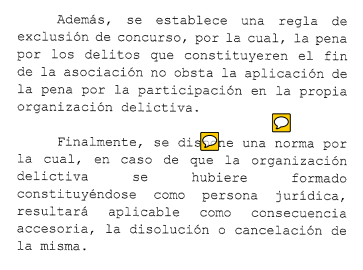 Además, se establece una regla de
exclusión de concurso, por la cual, la pena
por los delitos que constituyeren el fin
de la asociación no obsta la aplicación de
la pena por la participación en la propia
organización delictiva.
Finalmente, se dispone una norma por
la cual, en caso de que la organización
delictiva se hubiere formado
constituyéndose como persona jurídica,
resultará aplicable como consecuencia
accesoria, la disolución o cancelación de
la misma.